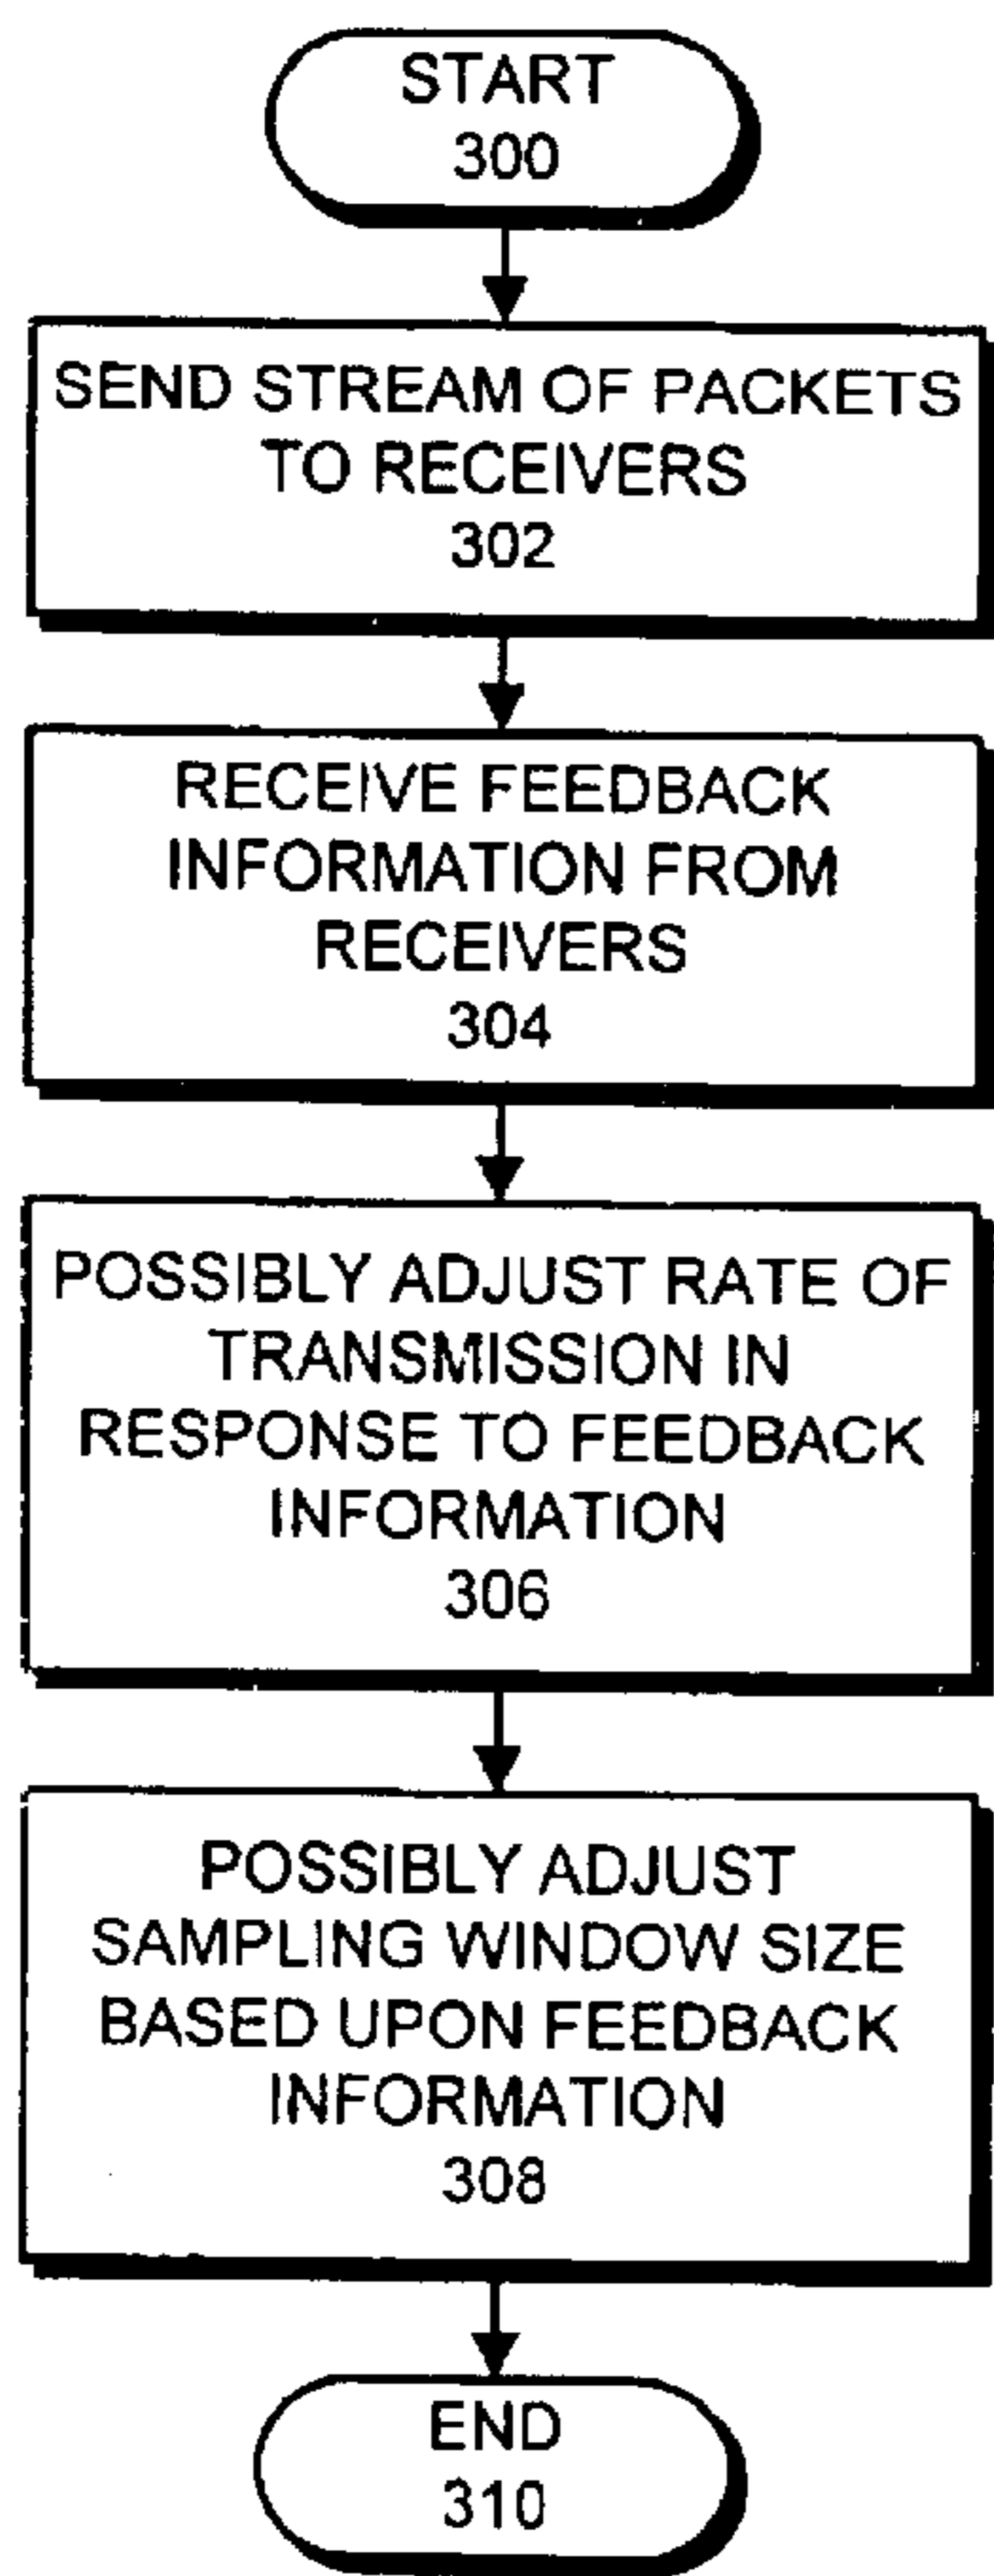 START
300
SEND STREAM OF PACKETS
TO RECEIVERS
302
RECEIVE FEEDBACK
INFORMATION FROM
RECEIVERS
304
POSSIBLY ADJUST RATE OF
TRANSMISSION IN
RESPONSE TO FEEDBACK
INFORMATION
306
POSSIBLY ADJUST
SAMPLING WINDOW SIZE
BASED UPON FEEDBACK
INFORMATION
308
END
310